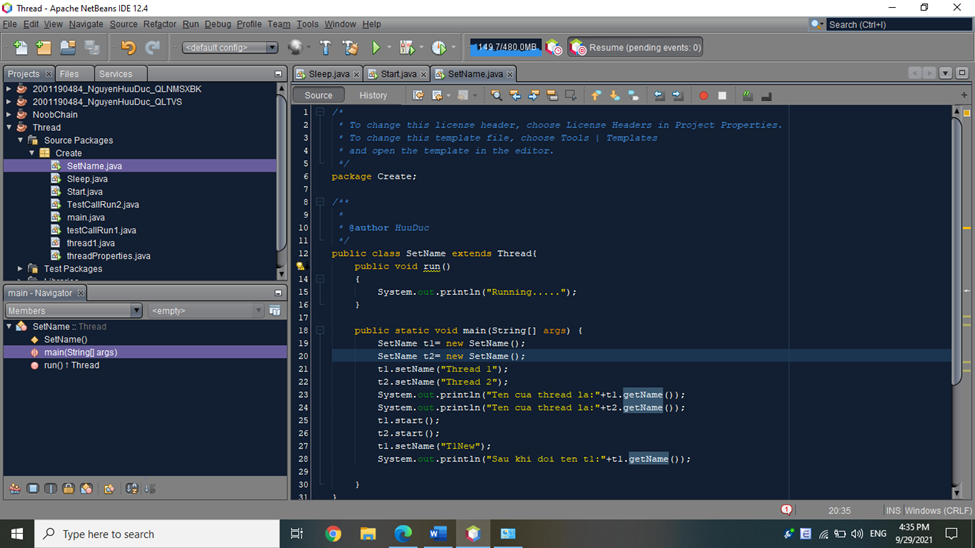 Thread - Apache NetBeans IDE 12.4
File Edit View Navigate Source Refactor Run Debug Profile Team Tools Window Help
Search (Ctrl+I)
<default config>
149.7/480.0MB
Resume (pending events: 0)
Projects
Files
Services
2001190484_NguyenHuuDuc_QLNMSXBK
2001190484_NguyenHuuDuc_QLTVS
NoobChain
Thread
Source Packages
Create
SetName.java
Sleep.java
Start.java
TestCallRun2.java
main.java
testCallRun1.java
thread1.java
threadProperties.java
Test Packages
main - Navigator
Members
<empty>
SetName :: Thread
SetName()
main(String[] args)
run() ↑ Thread
Sleep.java
Start.java
SetName.java
Source
History
1 /*
2 * To change this license header, choose License Headers in Project Properties.
3 * To change this template file, choose Tools | Templates
4 * and open the template in the editor.
5 */
6 package Create;
7
8 /**
9 *
10 * @author HuuDuc
11 */
12 public class SetName extends Thread{
public void run()
14 {
15 System.out.println("Running.....");
16 }
17
18 public static void main(String[] args) {
19 SetName t1= new SetName();
20 SetName t2= new SetName();
21 t1.setName("Thread 1");
22 t2.setName("Thread 2");
23 System.out.println("Ten cua thread la:"+t1.getName());
24 System.out.println("Ten cua thread la:"+t2.getName());
25 t1.start();
26 t2.start();
27 t1.setName("T1New");
28 System.out.println("Sau khi doi ten t1:"+t1.getName());
29
30 }
31 }
1
20:35
INS
Windows (CRLF)
Type here to search
ENG
4:35 PM
9/29/2021